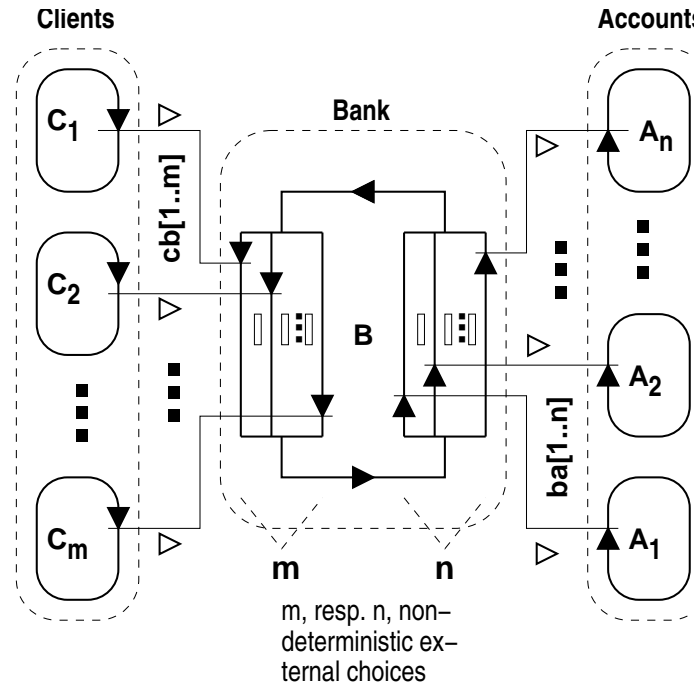 Clients
Accounts
Bank
C1
C2
Cm
cb[1..m]
B
An
A2
A1
ba[1..n]
m
n
m, resp. n, non–
deterministic ex–
ternal choices